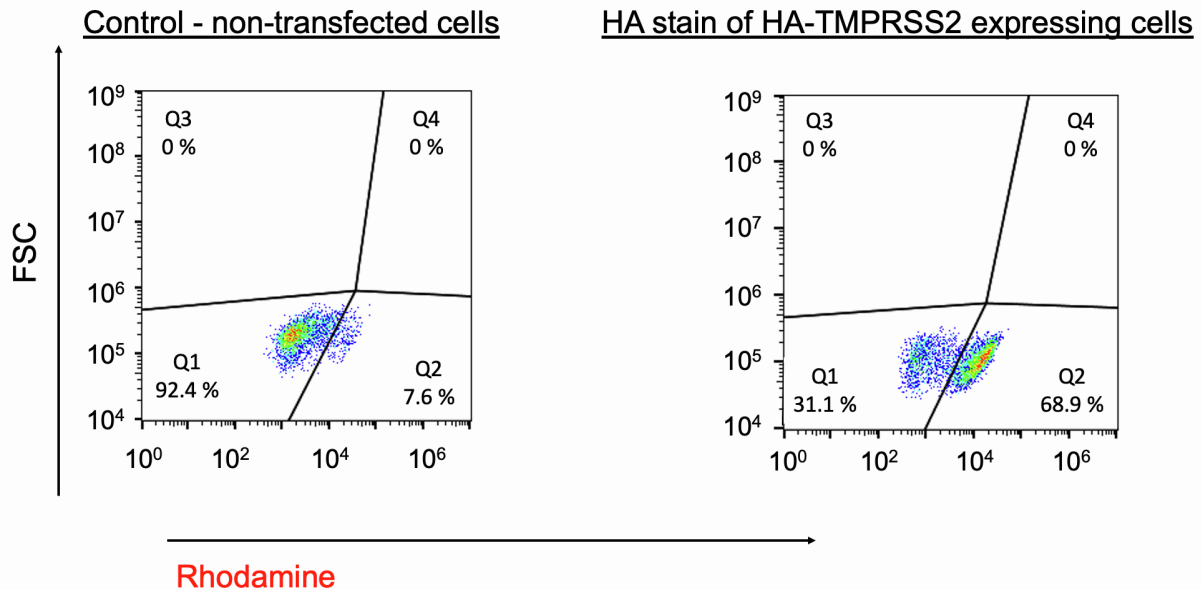 Control - non-transfected cells
HA stain of HA-TMPRSS2 expressing cells
FSC
10⁹
10⁸
10⁷
10⁶
10⁵
10⁴
Q3
0 %
Q4
0 %
Q1
92.4 %
Q2
7.6 %
10⁰ 10² 10⁴ 10⁶
10⁹
10⁸
10⁷
10⁶
10⁵
10⁴
Q3
0 %
Q4
0 %
Q1
31.1 %
Q2
68.9 %
10⁰ 10² 10⁴ 10⁶
Rhodamine